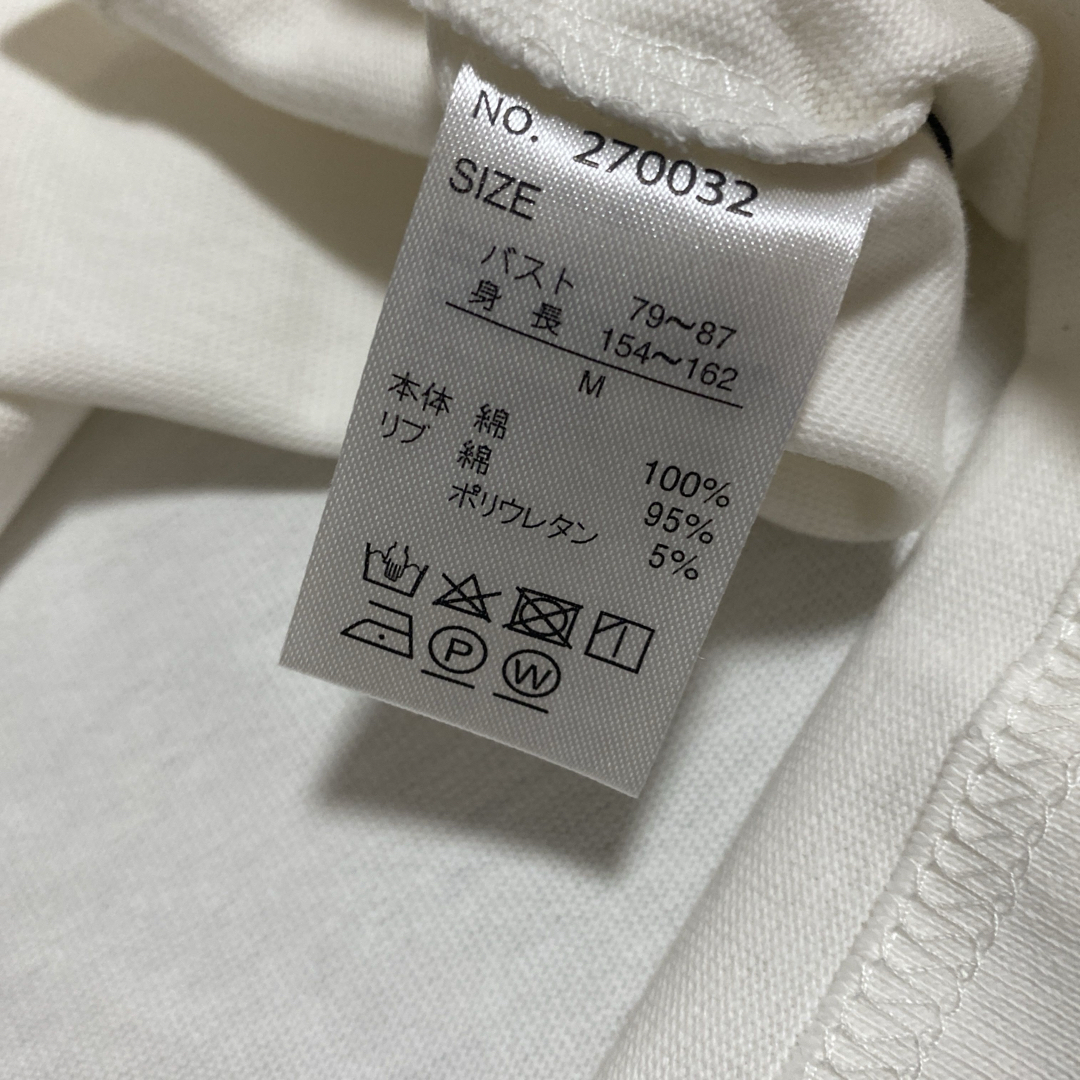 NO. 270032
SIZE
バスト 79〜87
身 長 154〜162
M
本体 綿 100%
リブ 綿 95%
ポリウレタン 5%
P W